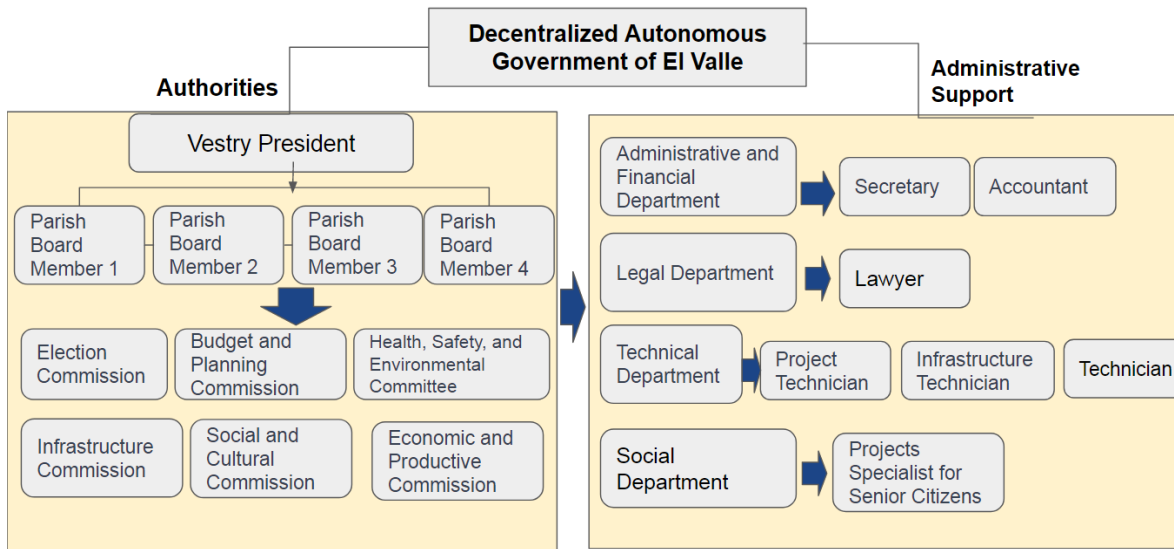 Decentralized Autonomous
Government of El Valle
Authorities
Administrative
Support
Vestry President
Parish
Board
Member 1
Parish
Board
Member 2
Parish
Board
Member 3
Parish
Board
Member 4
Election
Commission
Budget and
Planning
Commission
Health, Safety, and
Environmental
Committee
Infrastructure
Commission
Social and
Cultural
Commission
Economic and
Productive
Commission
Administrative and
Financial
Department
Secretary
Accountant
Legal Department
Lawyer
Technical
Department
Project
Technician
Infrastructure
Technician
Technician
Social
Department
Projects
Specialist for
Senior Citizens